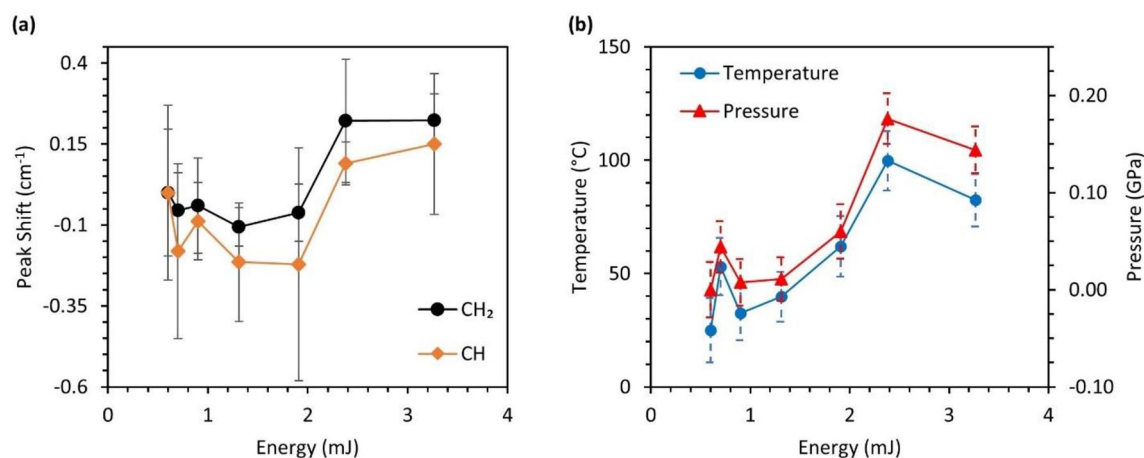 (a)
0.4
0.15
-0.1
-0.35
-0.6
Peak Shift (cm⁻¹)
CH₂
CH
0 1 2 3 4
Energy (mJ)
(b)
150
100
50
0
Temperature (°C)
Temperature
Pressure
0.20
0.10
0.00
-0.10
Pressure (GPa)
0 1 2 3 4
Energy (mJ)